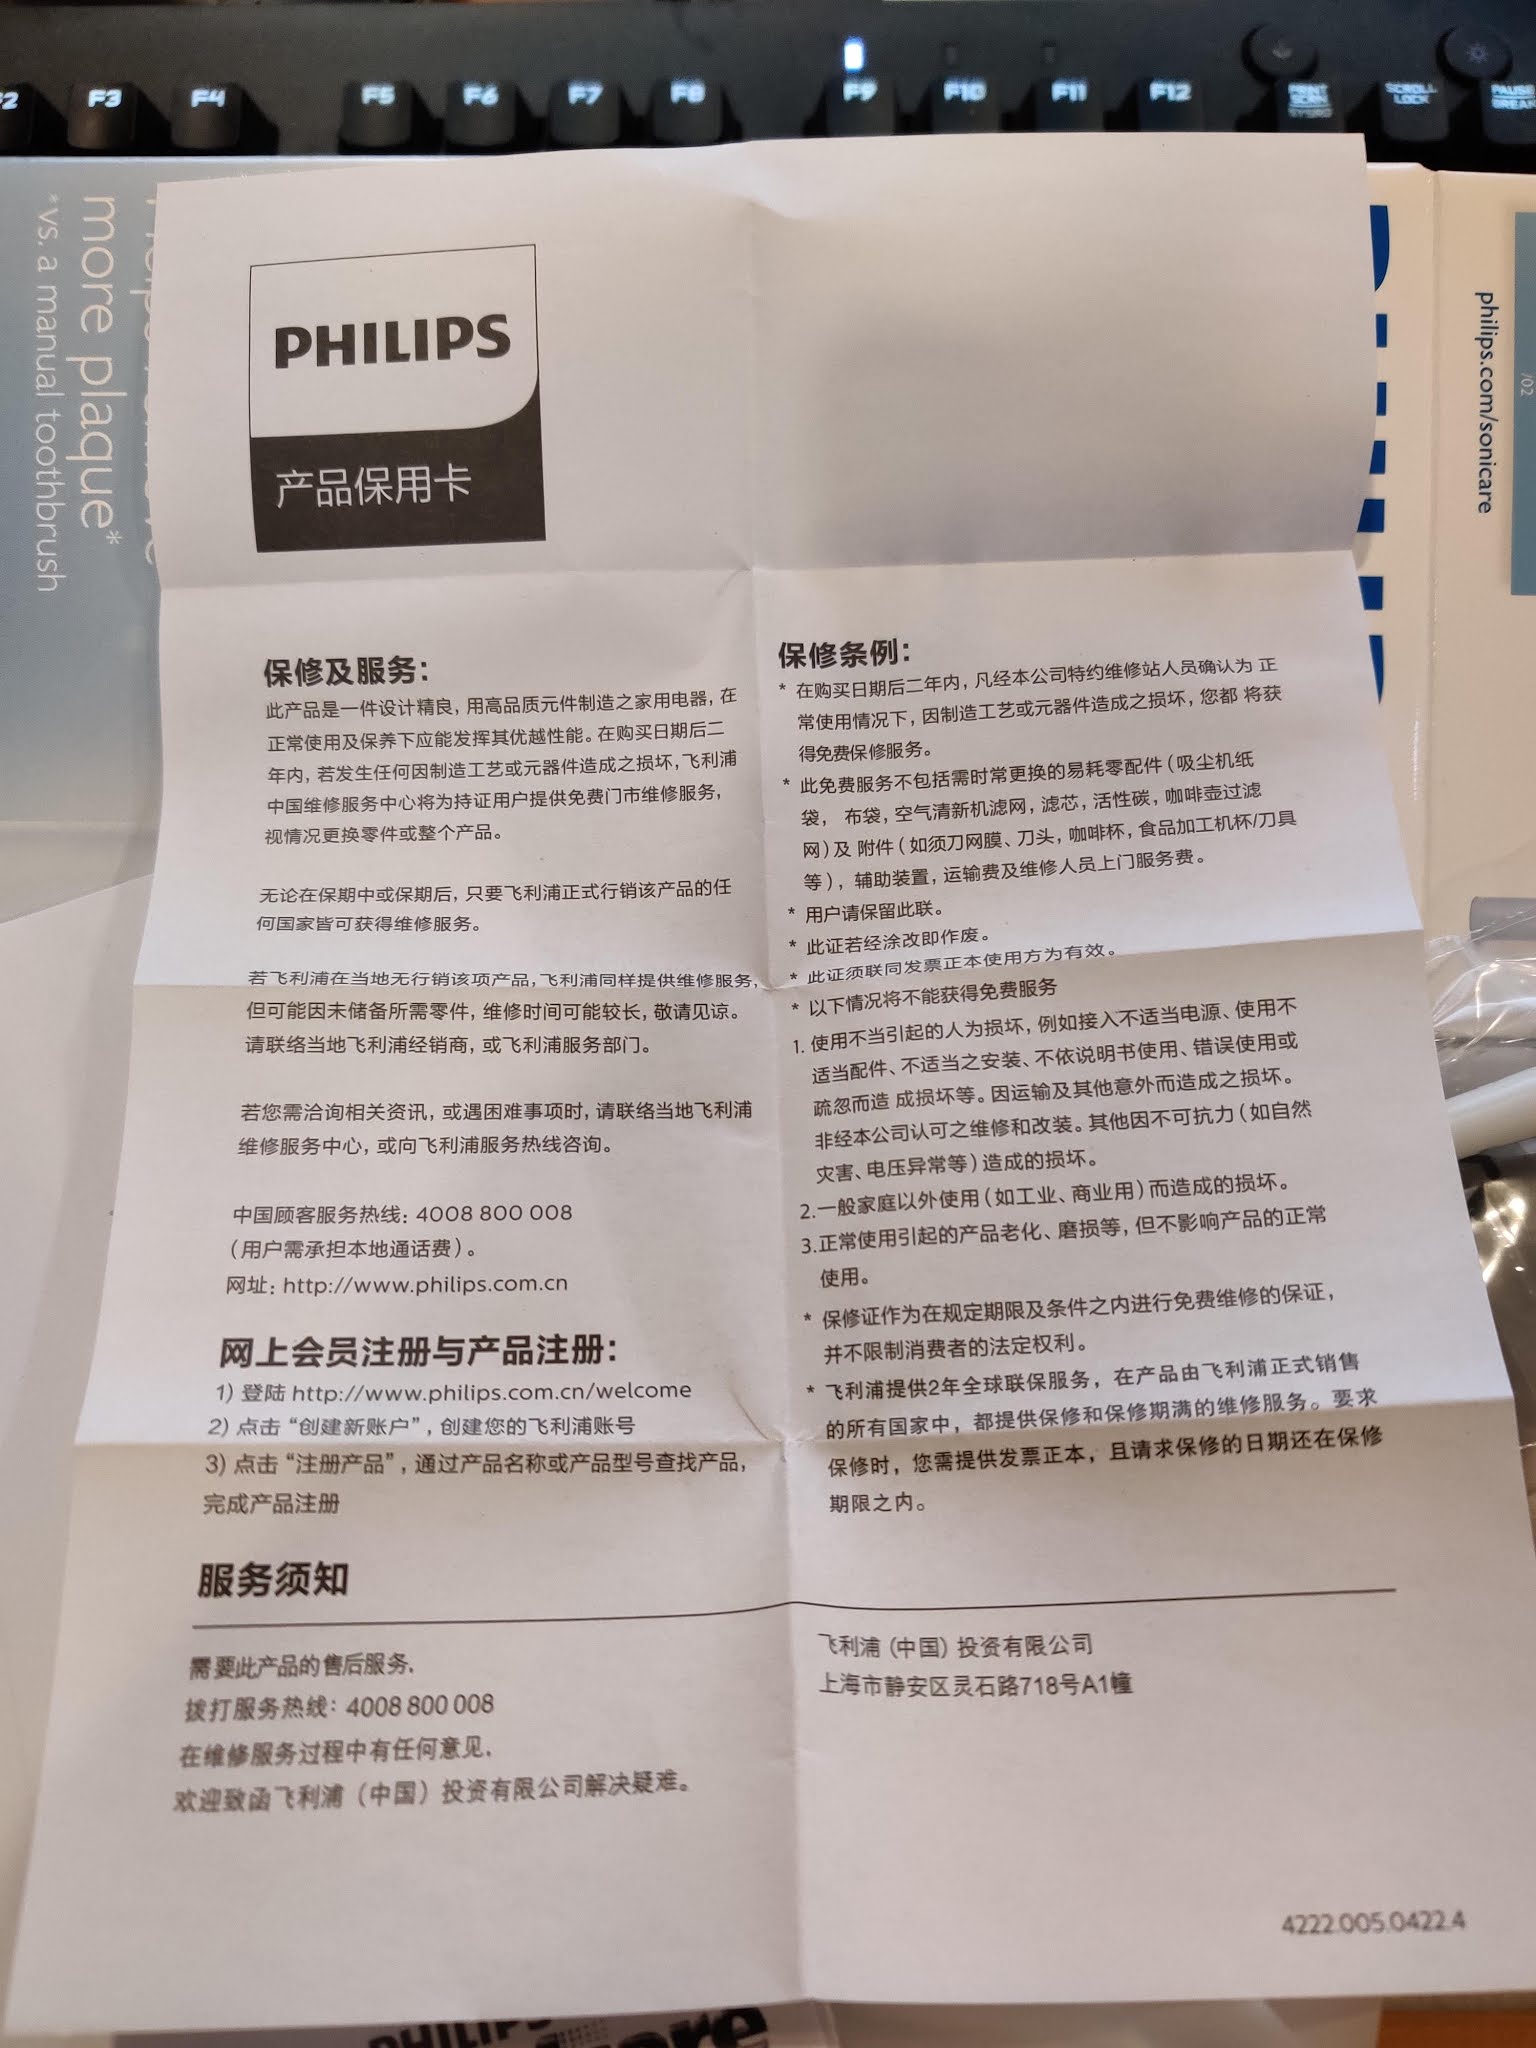 F3
F4
F5
F6
F7
F8
F9
F10
F11
F12
PRINT
SCRN
SYSRQ
SCROLL
LOCK
more plaque*
*vs. a manual toothbrush
philips.com/sonicare
/02
PHILIPS
产品保用卡
保修及服务：
此产品是一件设计精良，用高品质元件制造之家用电器，在
正常使用及保养下应能发挥其优越性能。在购买日期后二
年内，若发生任何因制造工艺或元器件造成之损坏，飞利浦
中国维修服务中心将为持证用户提供免费门市维修服务，
视情况更换零件或整个产品。
无论在保期中或保期后，只要飞利浦正式行销该产品的任
何国家皆可获得维修服务。
若飞利浦在当地无行销该项产品，飞利浦同样提供维修服务，
但可能因未储备所需零件，维修时间可能较长，敬请见谅。
请联络当地飞利浦经销商，或飞利浦服务部门。
若您需洽询相关资讯，或遇困难事项时，请联络当地飞利浦
维修服务中心，或向飞利浦服务热线咨询。
中国顾客服务热线：4008 800 008
（用户需承担本地通话费）。
网址：http://www.philips.com.cn
网上会员注册与产品注册：
1) 登陆 http://www.philips.com.cn/welcome
2) 点击“创建新账户”，创建您的飞利浦账号
3) 点击“注册产品”，通过产品名称或产品型号查找产品，
完成产品注册
保修条例：
* 在购买日期后二年内，凡经本公司特约维修站人员确认为 正
常使用情况下，因制造工艺或元器件造成之损坏，您都 将获
得免费保修服务。
* 此免费服务不包括需时常更换的易耗零配件（吸尘机纸
袋， 布袋，空气清新机滤网，滤芯，活性碳，咖啡壶过滤
网）及 附件（如须刀网膜、刀头，咖啡杯，食品加工机杯/刀具
等），辅助装置，运输费及维修人员上门服务费。
* 用户请保留此联。
* 此证若经涂改即作废。
* 此证须联同发票正本使用方为有效。
* 以下情况将不能获得免费服务
1. 使用不当引起的人为损坏，例如接入不适当电源、使用不
适当配件、不适当之安装、不依说明书使用、错误使用或
疏忽而造 成损坏等。因运输及其他意外而造成之损坏。
非经本公司认可之维修和改装。其他因不可抗力（如自然
灾害、电压异常等）造成的损坏。
2.一般家庭以外使用（如工业、商业用）而造成的损坏。
3.正常使用引起的产品老化、磨损等，但不影响产品的正常
使用。
* 保修证作为在规定期限及条件之内进行免费维修的保证，
并不限制消费者的法定权利。
* 飞利浦提供2年全球联保服务，在产品由飞利浦正式销售
的所有国家中，都提供保修和保修期满的维修服务。要求
保修时，您需提供发票正本，且请求保修的日期还在保修
期限之内。
服务须知
需要此产品的售后服务，
拨打服务热线：4008 800 008
在维修服务过程中有任何意见，
欢迎致函飞利浦（中国）投资有限公司解决疑难。
飞利浦（中国）投资有限公司
上海市静安区灵石路718号A1幢
4222.005.0422.4
PHILIPS